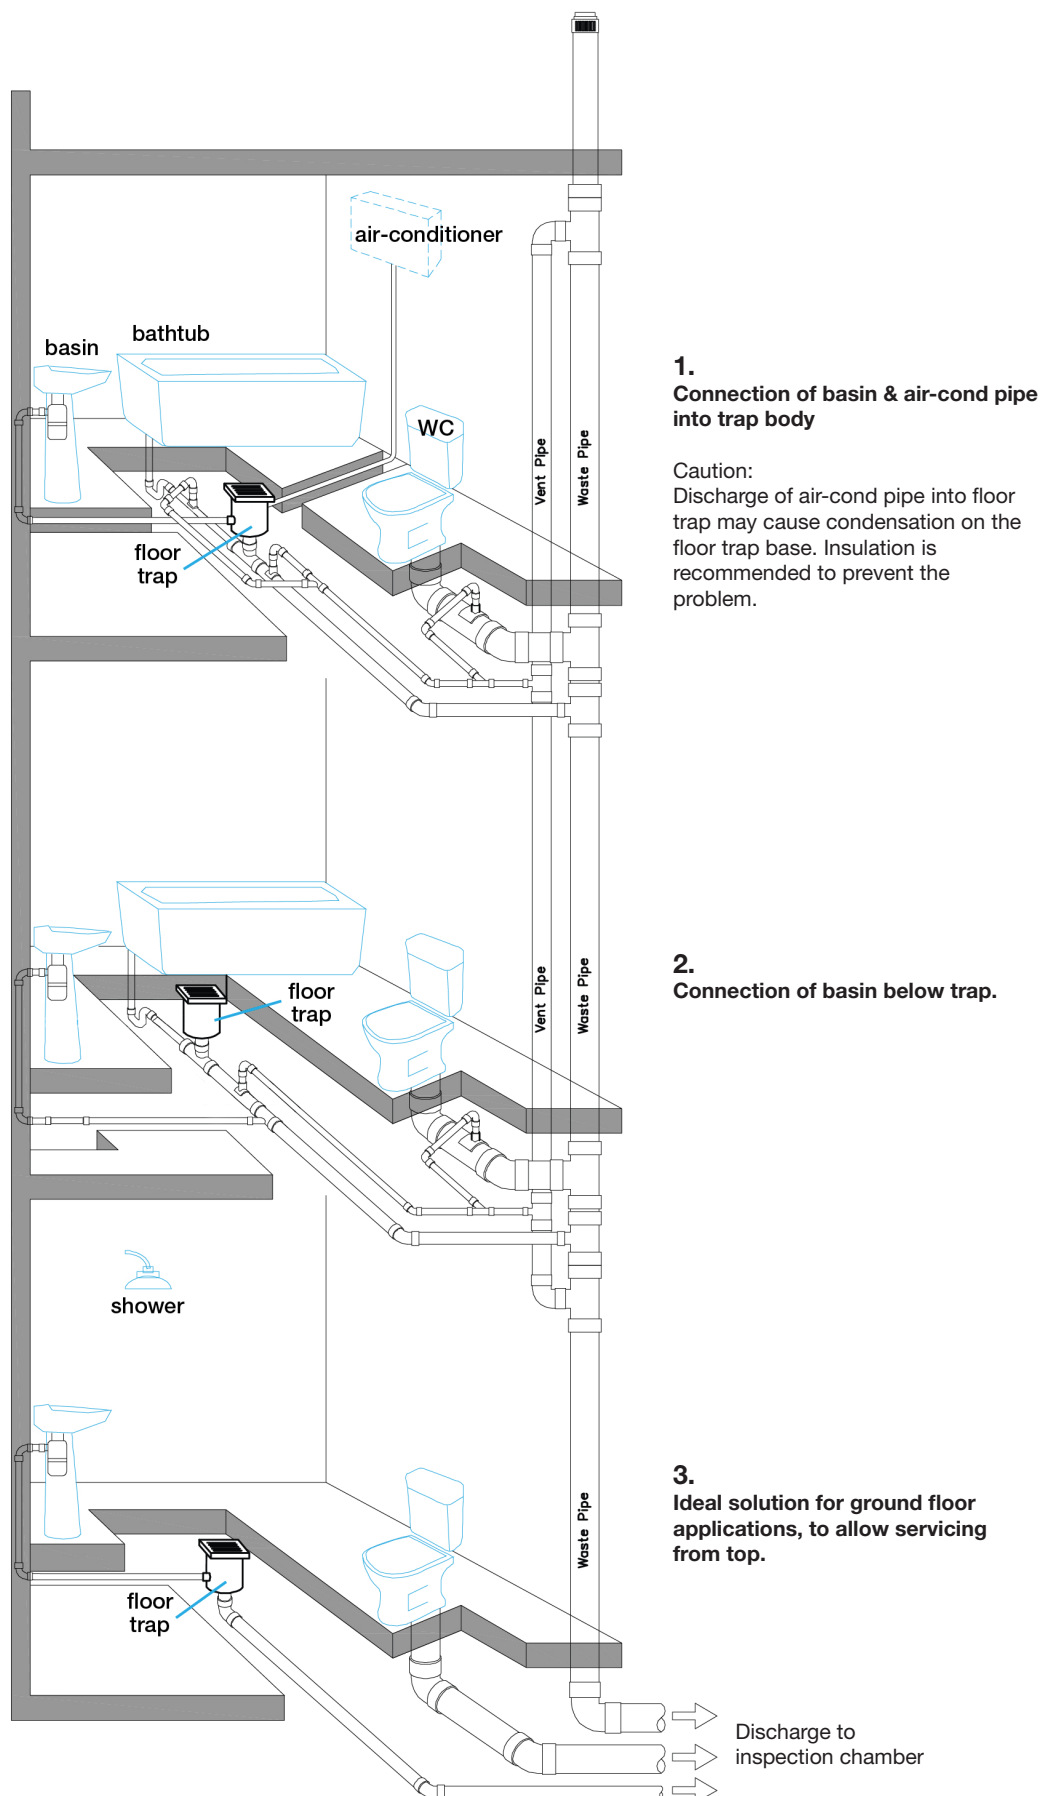 air-conditioner
bathtub
basin
WC
floor
trap
Vent Pipe
Waste Pipe
1.
Connection of basin & air-cond pipe
into trap body
Caution:
Discharge of air-cond pipe into floor
trap may cause condensation on the
floor trap base. Insulation is
recommended to prevent the
problem.
floor
trap
Vent Pipe
Waste Pipe
2.
Connection of basin below trap.
shower
floor
trap
Waste Pipe
3.
Ideal solution for ground floor
applications, to allow servicing
from top.
Discharge to
inspection chamber